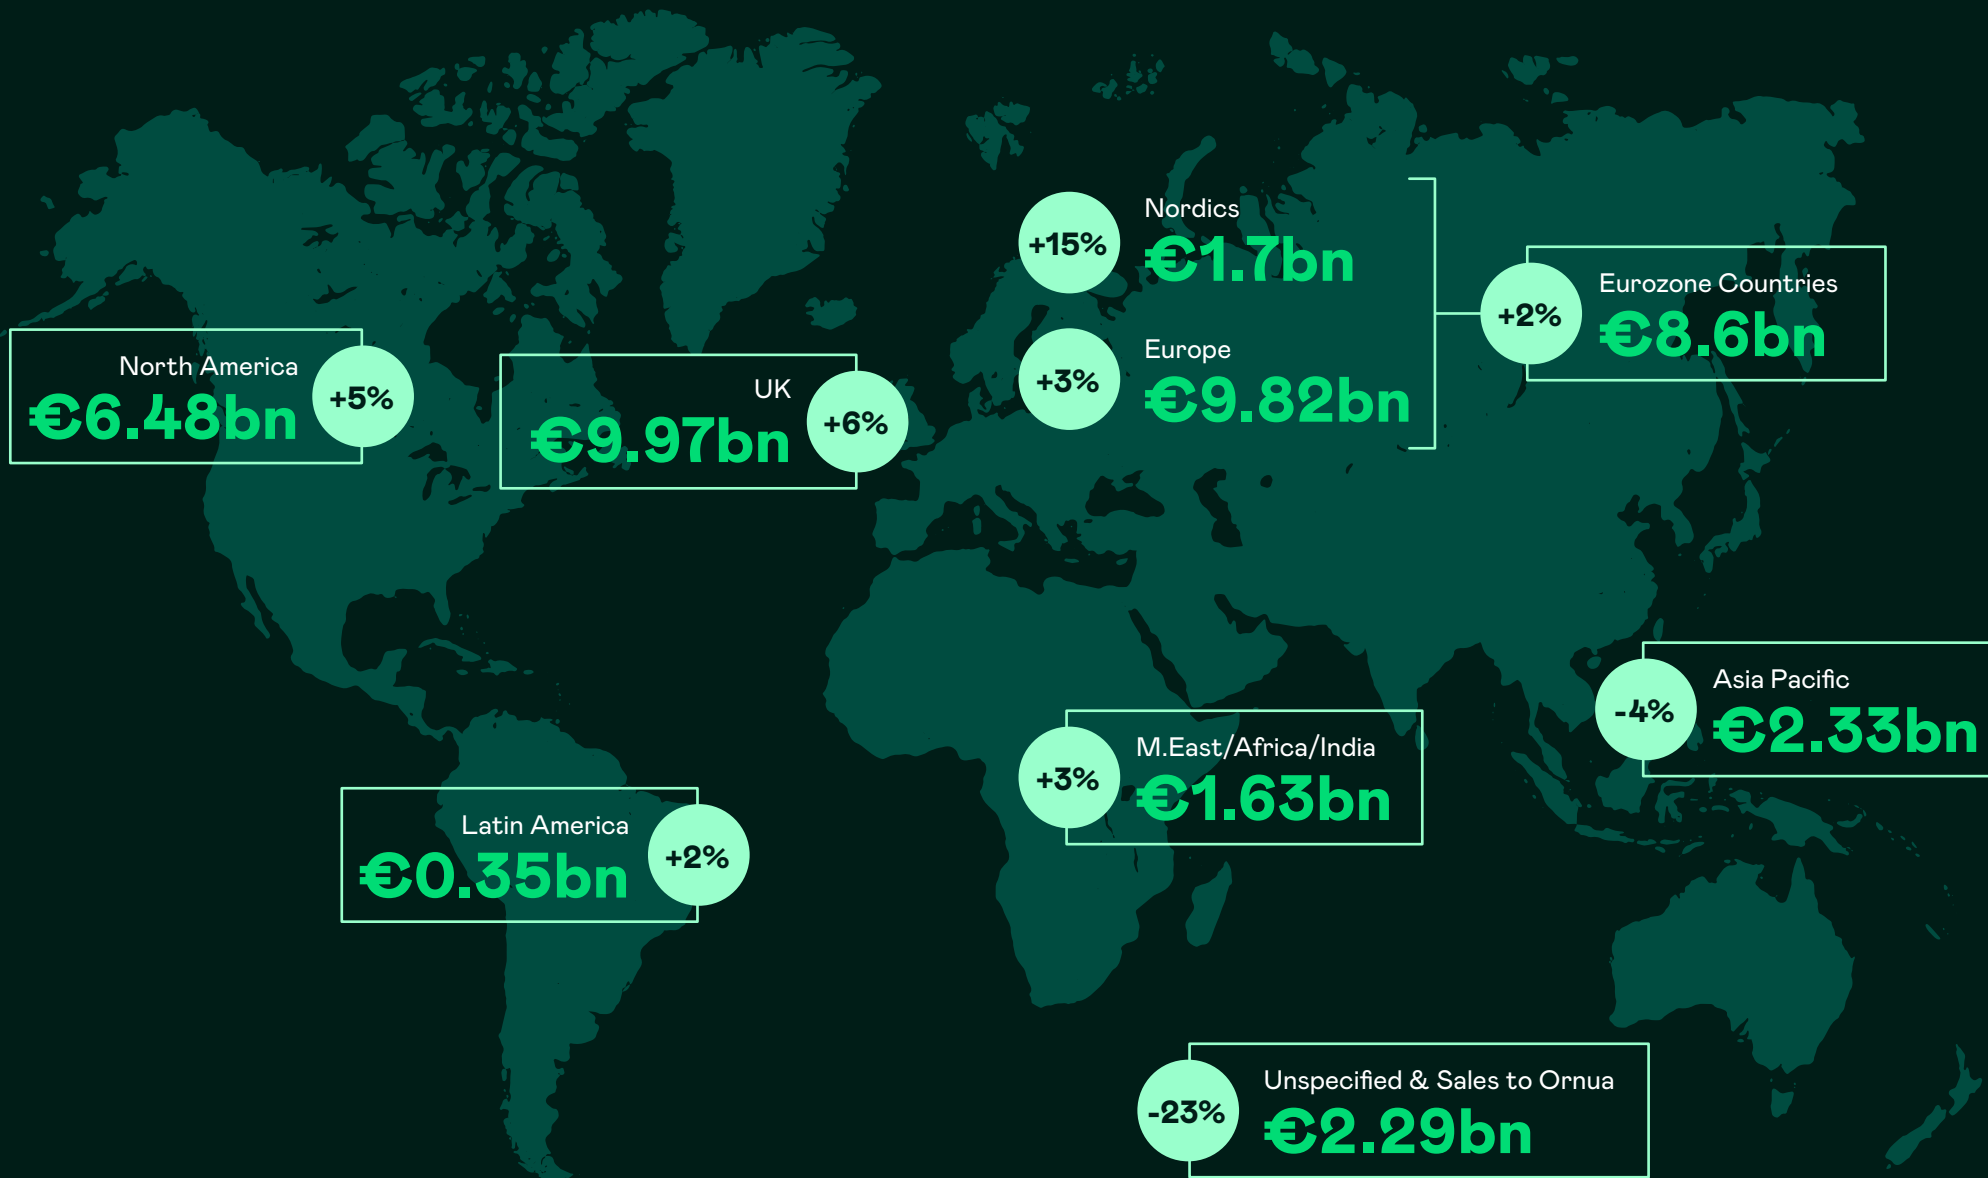 Nordics
+15%
€1.7bn
Eurozone Countries
+2%
€8.6bn
Europe
+3%
€9.82bn
North America
€6.48bn
+5%
UK
€9.97bn
+6%
Asia Pacific
-4%
€2.33bn
M.East/Africa/India
+3%
€1.63bn
Latin America
€0.35bn
+2%
Unspecified & Sales to Ornua
-23%
€2.29bn